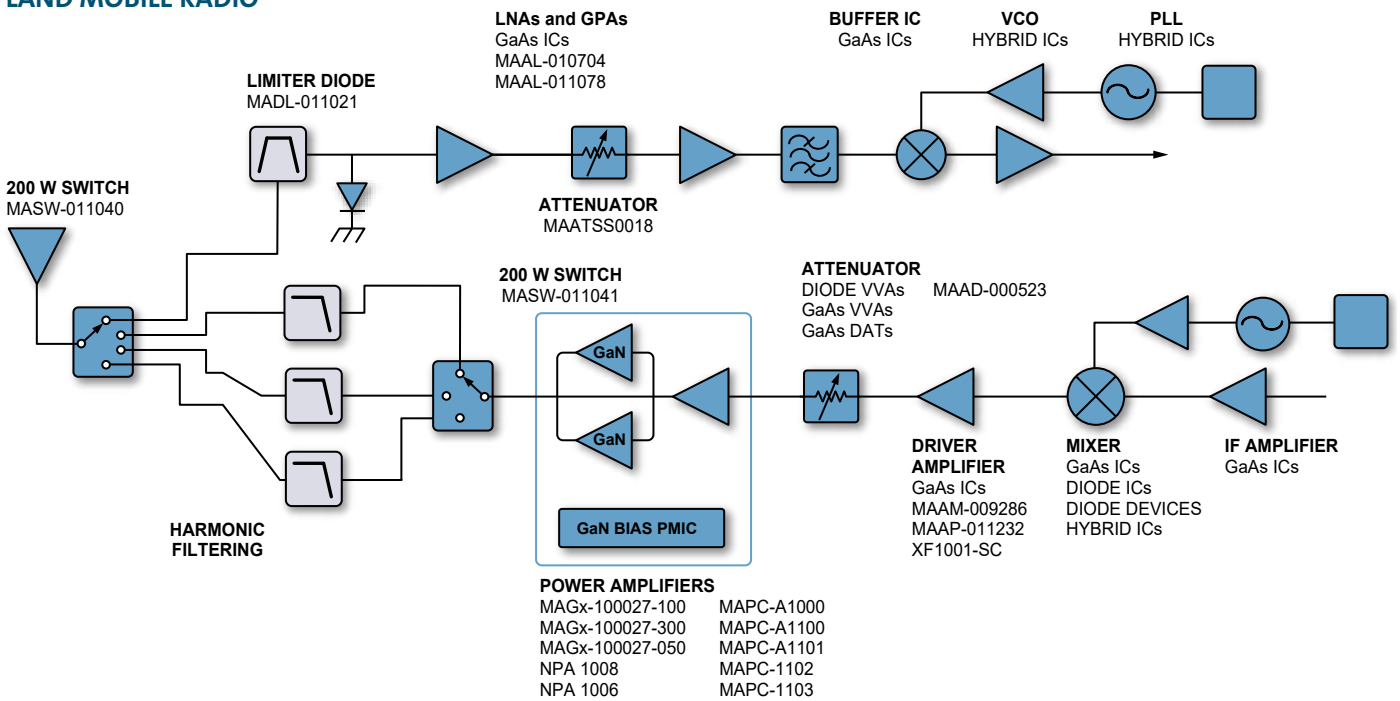 LAND MOBILE RADIO
LNAs and GPAs
GaAs ICs
MAAL-010704
MAAL-011078
BUFFER IC
GaAs ICs
VCO
HYBRID ICs
PLL
HYBRID ICs
LIMITER DIODE
MADL-011021
200 W SWITCH
MASW-011040
ATTENUATOR
MAATSS0018
200 W SWITCH
MASW-011041
ATTENUATOR
DIODE VVAs MAAD-000523
GaAs VVAs
GaAs DATs
GaN
GaN
GaN BIAS PMIC
HARMONIC
FILTERING
DRIVER
AMPLIFIER
GaAs ICs
MAAM-009286
MAAP-011232
XF1001-SC
MIXER
GaAs ICs
DIODE ICs
DIODE DEVICES
HYBRID ICs
IF AMPLIFIER
GaAs ICs
POWER AMPLIFIERS
MAGx-100027-100 MAPC-A1000
MAGx-100027-300 MAPC-A1100
MAGx-100027-050 MAPC-A1101
NPA 1008 MAPC-1102
NPA 1006 MAPC-1103